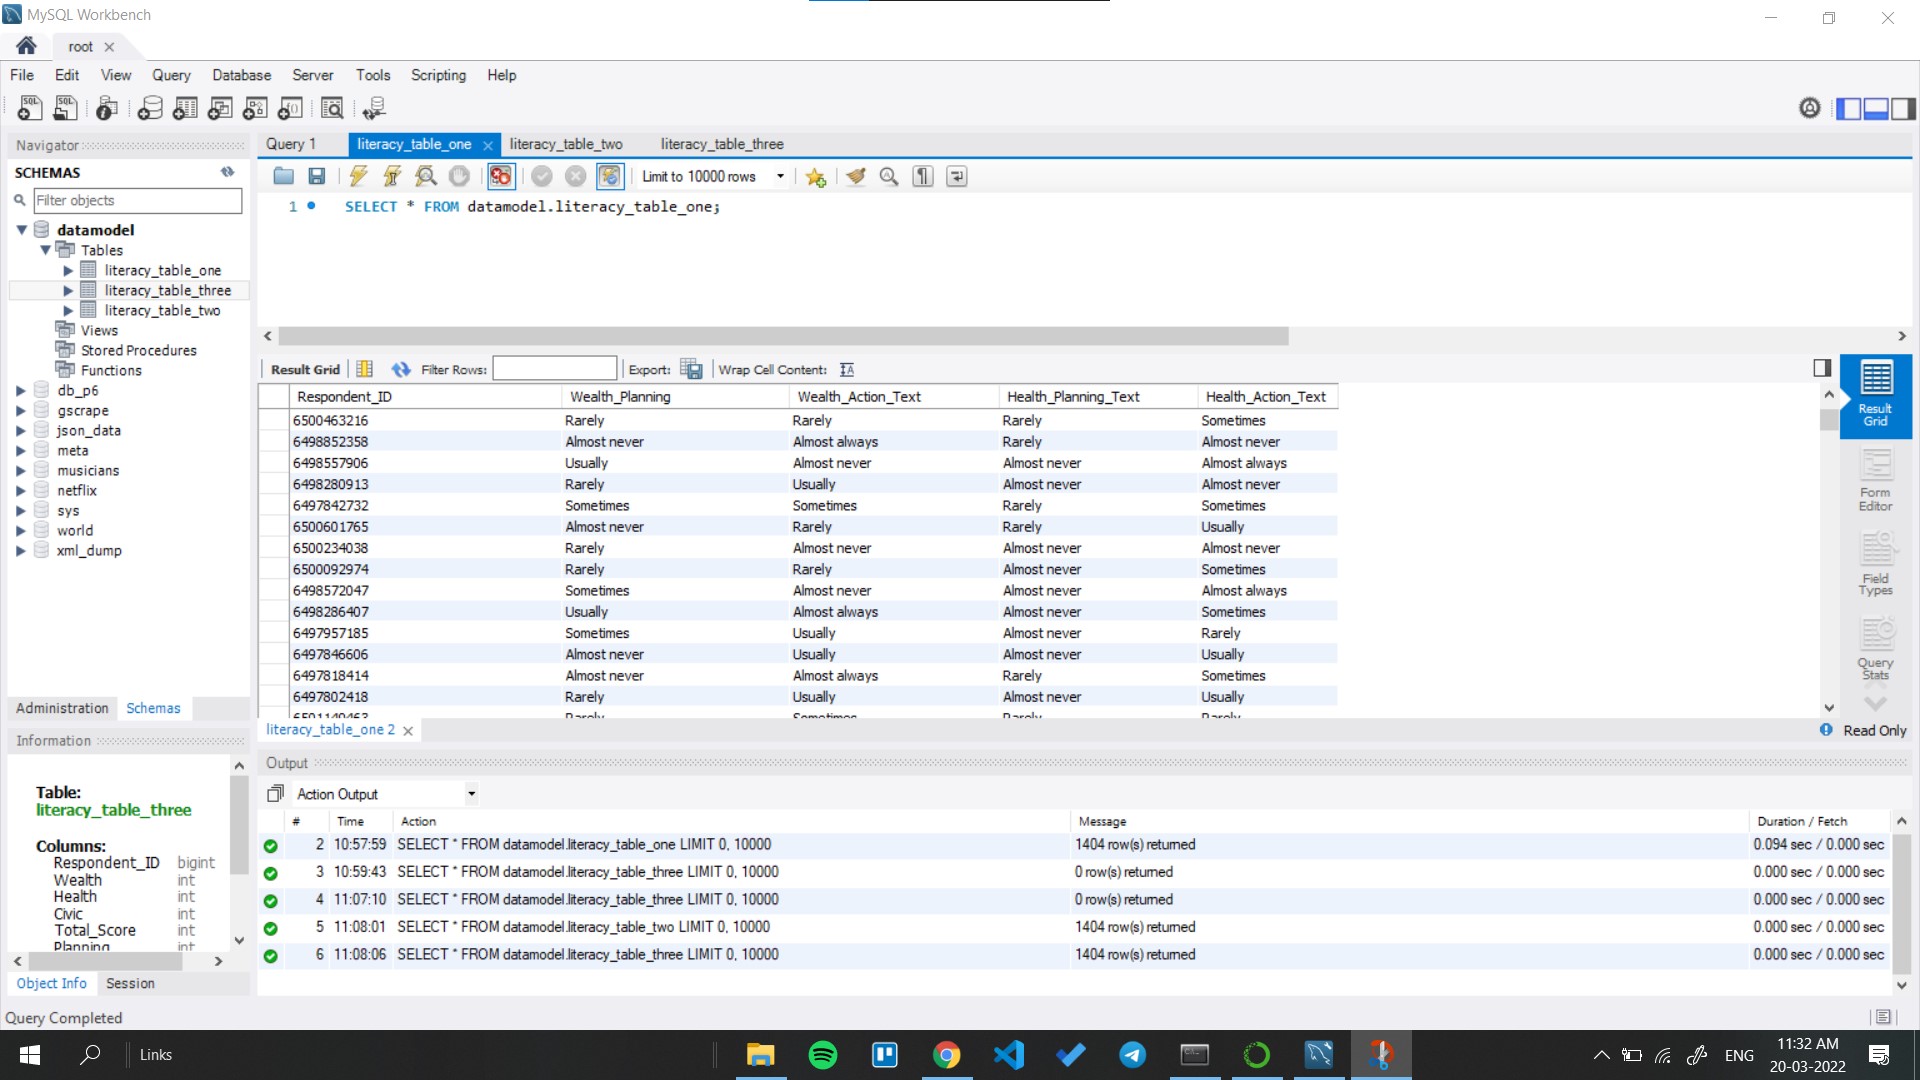 MySQL Workbench
root
File Edit View Query Database Server Tools Scripting Help
Navigator
SCHEMAS
Filter objects
datamodel
Tables
literacy_table_one
literacy_table_three
literacy_table_two
Views
Stored Procedures
Functions
db_p6
gscrape
json_data
meta
musicians
netflix
sys
world
xml_dump
Administration Schemas
Information
Table:
literacy_table_three
Columns:
Respondent_ID bigint
Wealth int
Health int
Civic int
Total_Score int
Planning int
Object Info Session
Query 1 literacy_table_one literacy_table_two literacy_table_three
Limit to 10000 rows
1 SELECT * FROM datamodel.literacy_table_one;
Result Grid Filter Rows: Export: Wrap Cell Content:
Respondent_ID Wealth_Planning Wealth_Action_Text Health_Planning_Text Health_Action_Text
6500463216 Rarely Rarely Rarely Sometimes
6498852358 Almost never Almost always Rarely Almost never
6498557906 Usually Almost never Almost never Almost always
6498280913 Rarely Usually Almost never Almost never
6497842732 Sometimes Sometimes Rarely Sometimes
6500601765 Almost never Rarely Rarely Usually
6500234038 Rarely Almost never Almost never Almost never
6500092974 Rarely Rarely Almost never Sometimes
6498572047 Sometimes Almost never Almost never Almost always
6498286407 Usually Almost always Almost never Sometimes
6497957185 Sometimes Usually Almost never Rarely
6497846606 Almost never Usually Almost never Usually
6497818414 Almost never Almost always Rarely Sometimes
6497802418 Rarely Usually Almost never Usually
Rarely Sometimes Rarely Rarely
Result Grid
Form Editor
Field Types
Query Stats
literacy_table_one 2
Read Only
Output
Action Output
# Time Action Message Duration / Fetch
2 10:57:59 SELECT * FROM datamodel.literacy_table_one LIMIT 0, 10000 1404 row(s) returned 0.094 sec / 0.000 sec
3 10:59:43 SELECT * FROM datamodel.literacy_table_three LIMIT 0, 10000 0 row(s) returned 0.000 sec / 0.000 sec
4 11:07:10 SELECT * FROM datamodel.literacy_table_three LIMIT 0, 10000 0 row(s) returned 0.000 sec / 0.000 sec
5 11:08:01 SELECT * FROM datamodel.literacy_table_two LIMIT 0, 10000 1404 row(s) returned 0.000 sec / 0.000 sec
6 11:08:06 SELECT * FROM datamodel.literacy_table_three LIMIT 0, 10000 1404 row(s) returned 0.000 sec / 0.000 sec
Query Completed
Links
ENG
11:32 AM
20-03-2022